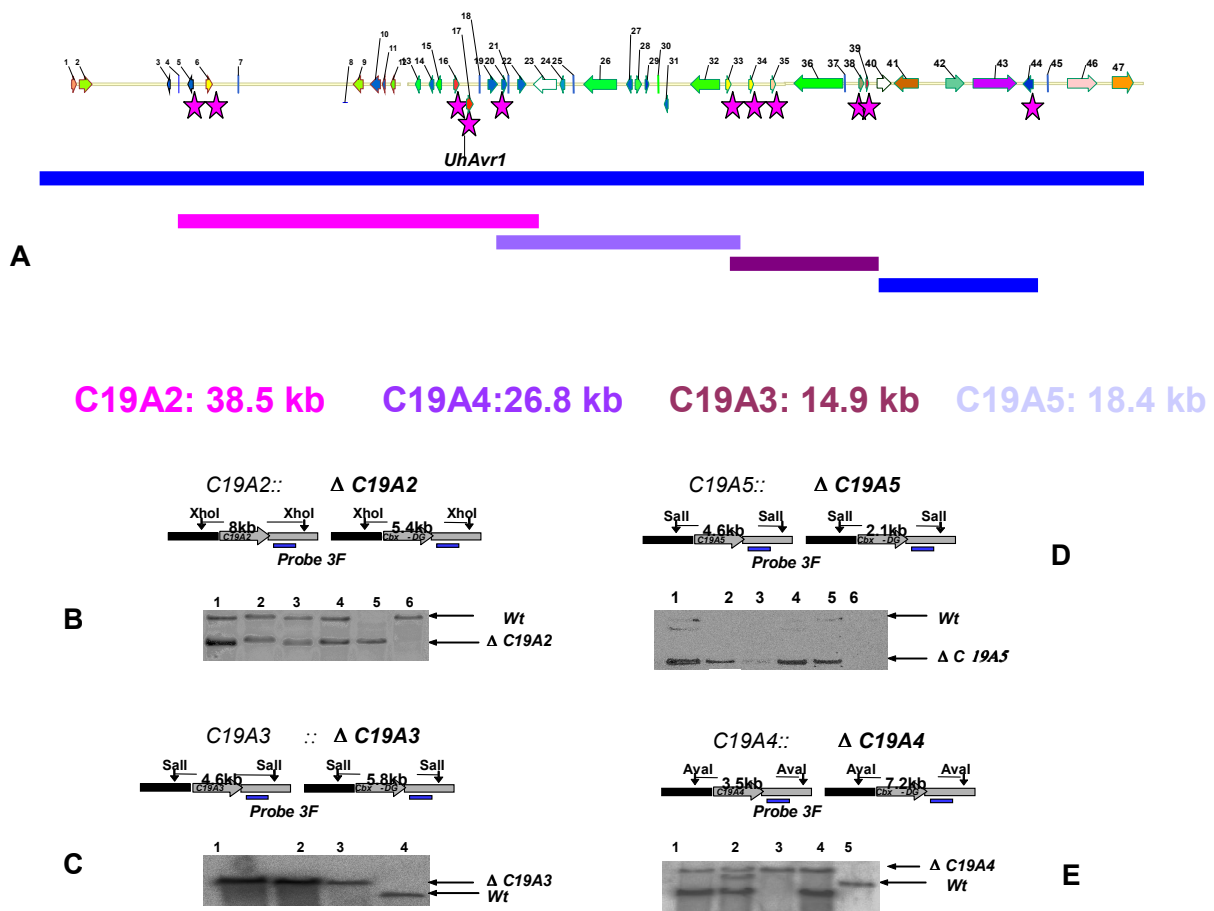 1 2 3 4 5 6 7 8 9 10 11 12 13 14 15 16 17 18 19 20 21 22 23 24 25 26 27 28 29 30 31 32 33 34 35 36 37 38 39 40 41 42 43 44 45 46 47
UhAvr1
A
C19A2: 38.5 kb
C19A4:26.8 kb
C19A3: 14.9 kb
C19A5: 18.4 kb
C19A2:: Δ C19A2
XhoI XhoI XhoI XhoI
8kb 5.4kb
C19A2 Cbx - DG
Probe 3F
B
1 2 3 4 5 6
Wt
Δ C19A2
C19A5:: Δ C19A5
SalI SalI SalI SalI
4.6kb 2.1kb
C19A5 Cbx - DG
Probe 3F
D
1 2 3 4 5 6
Wt
Δ C 19A5
C19A3 :: Δ C19A3
SalI SalI SalI SalI
4.6kb 5.8kb
C19A3 Cbx - DG
Probe 3F
C
1 2 3 4
Δ C19A3
Wt
C19A4:: Δ C19A4
AvaI AvaI AvaI AvaI
3.5kb 7.2kb
C19A4 Cbx - DG
Probe 3F
1 2 3 4 5
Δ C19A4
Wt
E